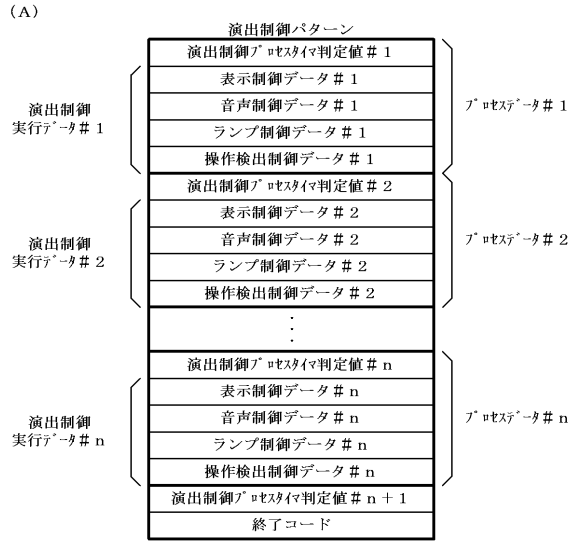 (A)
演出制御パターン
演出制御ﾌﾟﾛｾｽﾀｲﾏ判定値＃１
表示制御データ＃１
音声制御データ＃１
ランプ制御データ＃１
操作検出制御データ＃１
演出制御
実行ﾃﾞｰﾀ＃１
ﾌﾟﾛｾｽﾃﾞｰﾀ＃１
演出制御ﾌﾟﾛｾｽﾀｲﾏ判定値＃２
表示制御データ＃２
音声制御データ＃２
ランプ制御データ＃２
操作検出制御データ＃２
演出制御
実行ﾃﾞｰﾀ＃２
ﾌﾟﾛｾｽﾃﾞｰﾀ＃２
⋮
演出制御ﾌﾟﾛｾｽﾀｲﾏ判定値＃ｎ
表示制御データ＃ｎ
音声制御データ＃ｎ
ランプ制御データ＃ｎ
操作検出制御データ＃ｎ
演出制御
実行ﾃﾞｰﾀ＃ｎ
ﾌﾟﾛｾｽﾃﾞｰﾀ＃ｎ
演出制御ﾌﾟﾛｾｽﾀｲﾏ判定値＃ｎ＋１
終了コード